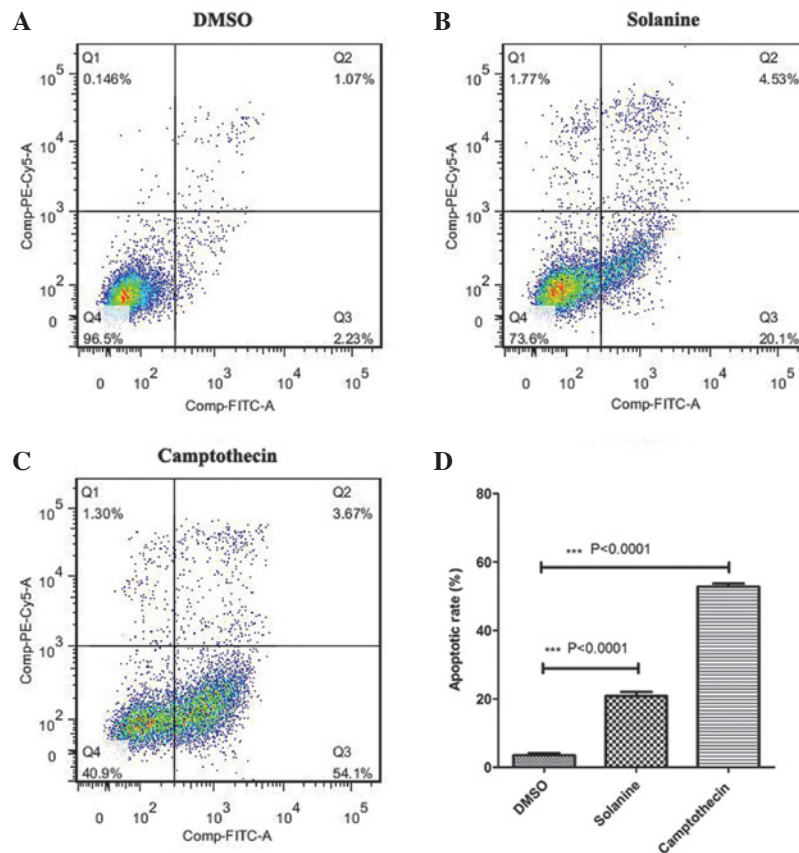 A
DMSO
Q1
0.146%
Q2
1.07%
10^5
10^4
10^3
10^2
0
Comp-PE-Cy5-A
Q4
96.5%
Q3
2.23%
0 10^2 10^3 10^4 10^5
Comp-FITC-A
B
Solanine
Q1
1.77%
Q2
4.53%
10^5
10^4
10^3
10^2
0
Comp-PE-Cy5-A
Q4
73.6%
Q3
20.1%
0 10^2 10^3 10^4 10^5
Comp-FITC-A
C
Camptothecin
Q1
1.30%
Q2
3.67%
10^5
10^4
10^3
10^2
0
Comp-PE-Cy5-A
Q4
40.9%
Q3
54.1%
0 10^2 10^3 10^4 10^5
Comp-FITC-A
D
80
60
40
20
0
Apoptotic rate (%)
*** P<0.0001
*** P<0.0001
DMSO
Solanine
Camptothecin